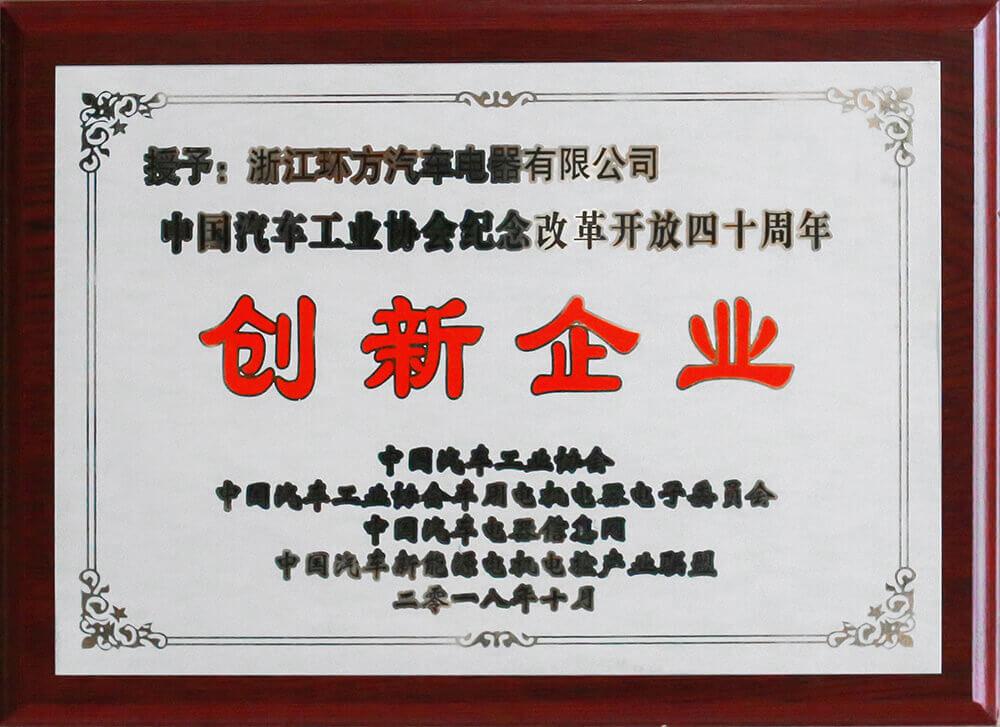 授予：浙江环方汽车电器有限公司
中国汽车工业协会纪念改革开放四十周年
创新企业
中国汽车工业协会
中国汽车工业协会车用电机电器电子委员会
中国汽车电器信息网
中国汽车新能源电机电控产业联盟
二零一八年十月